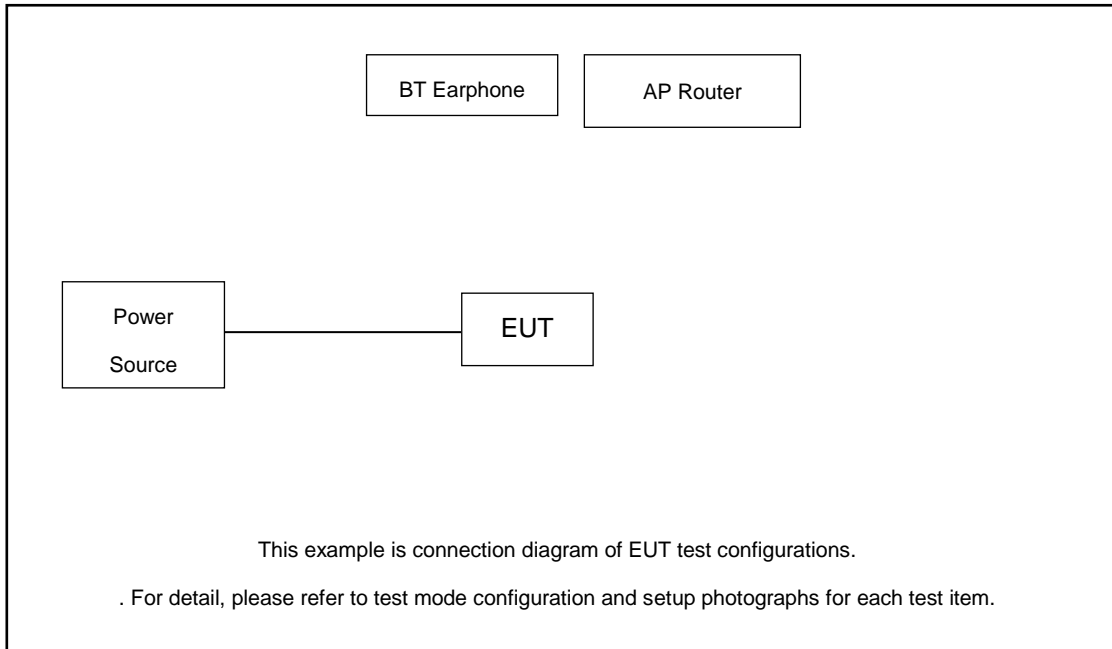 BT Earphone
AP Router
Power
Source
EUT
This example is connection diagram of EUT test configurations.
. For detail, please refer to test mode configuration and setup photographs for each test item.